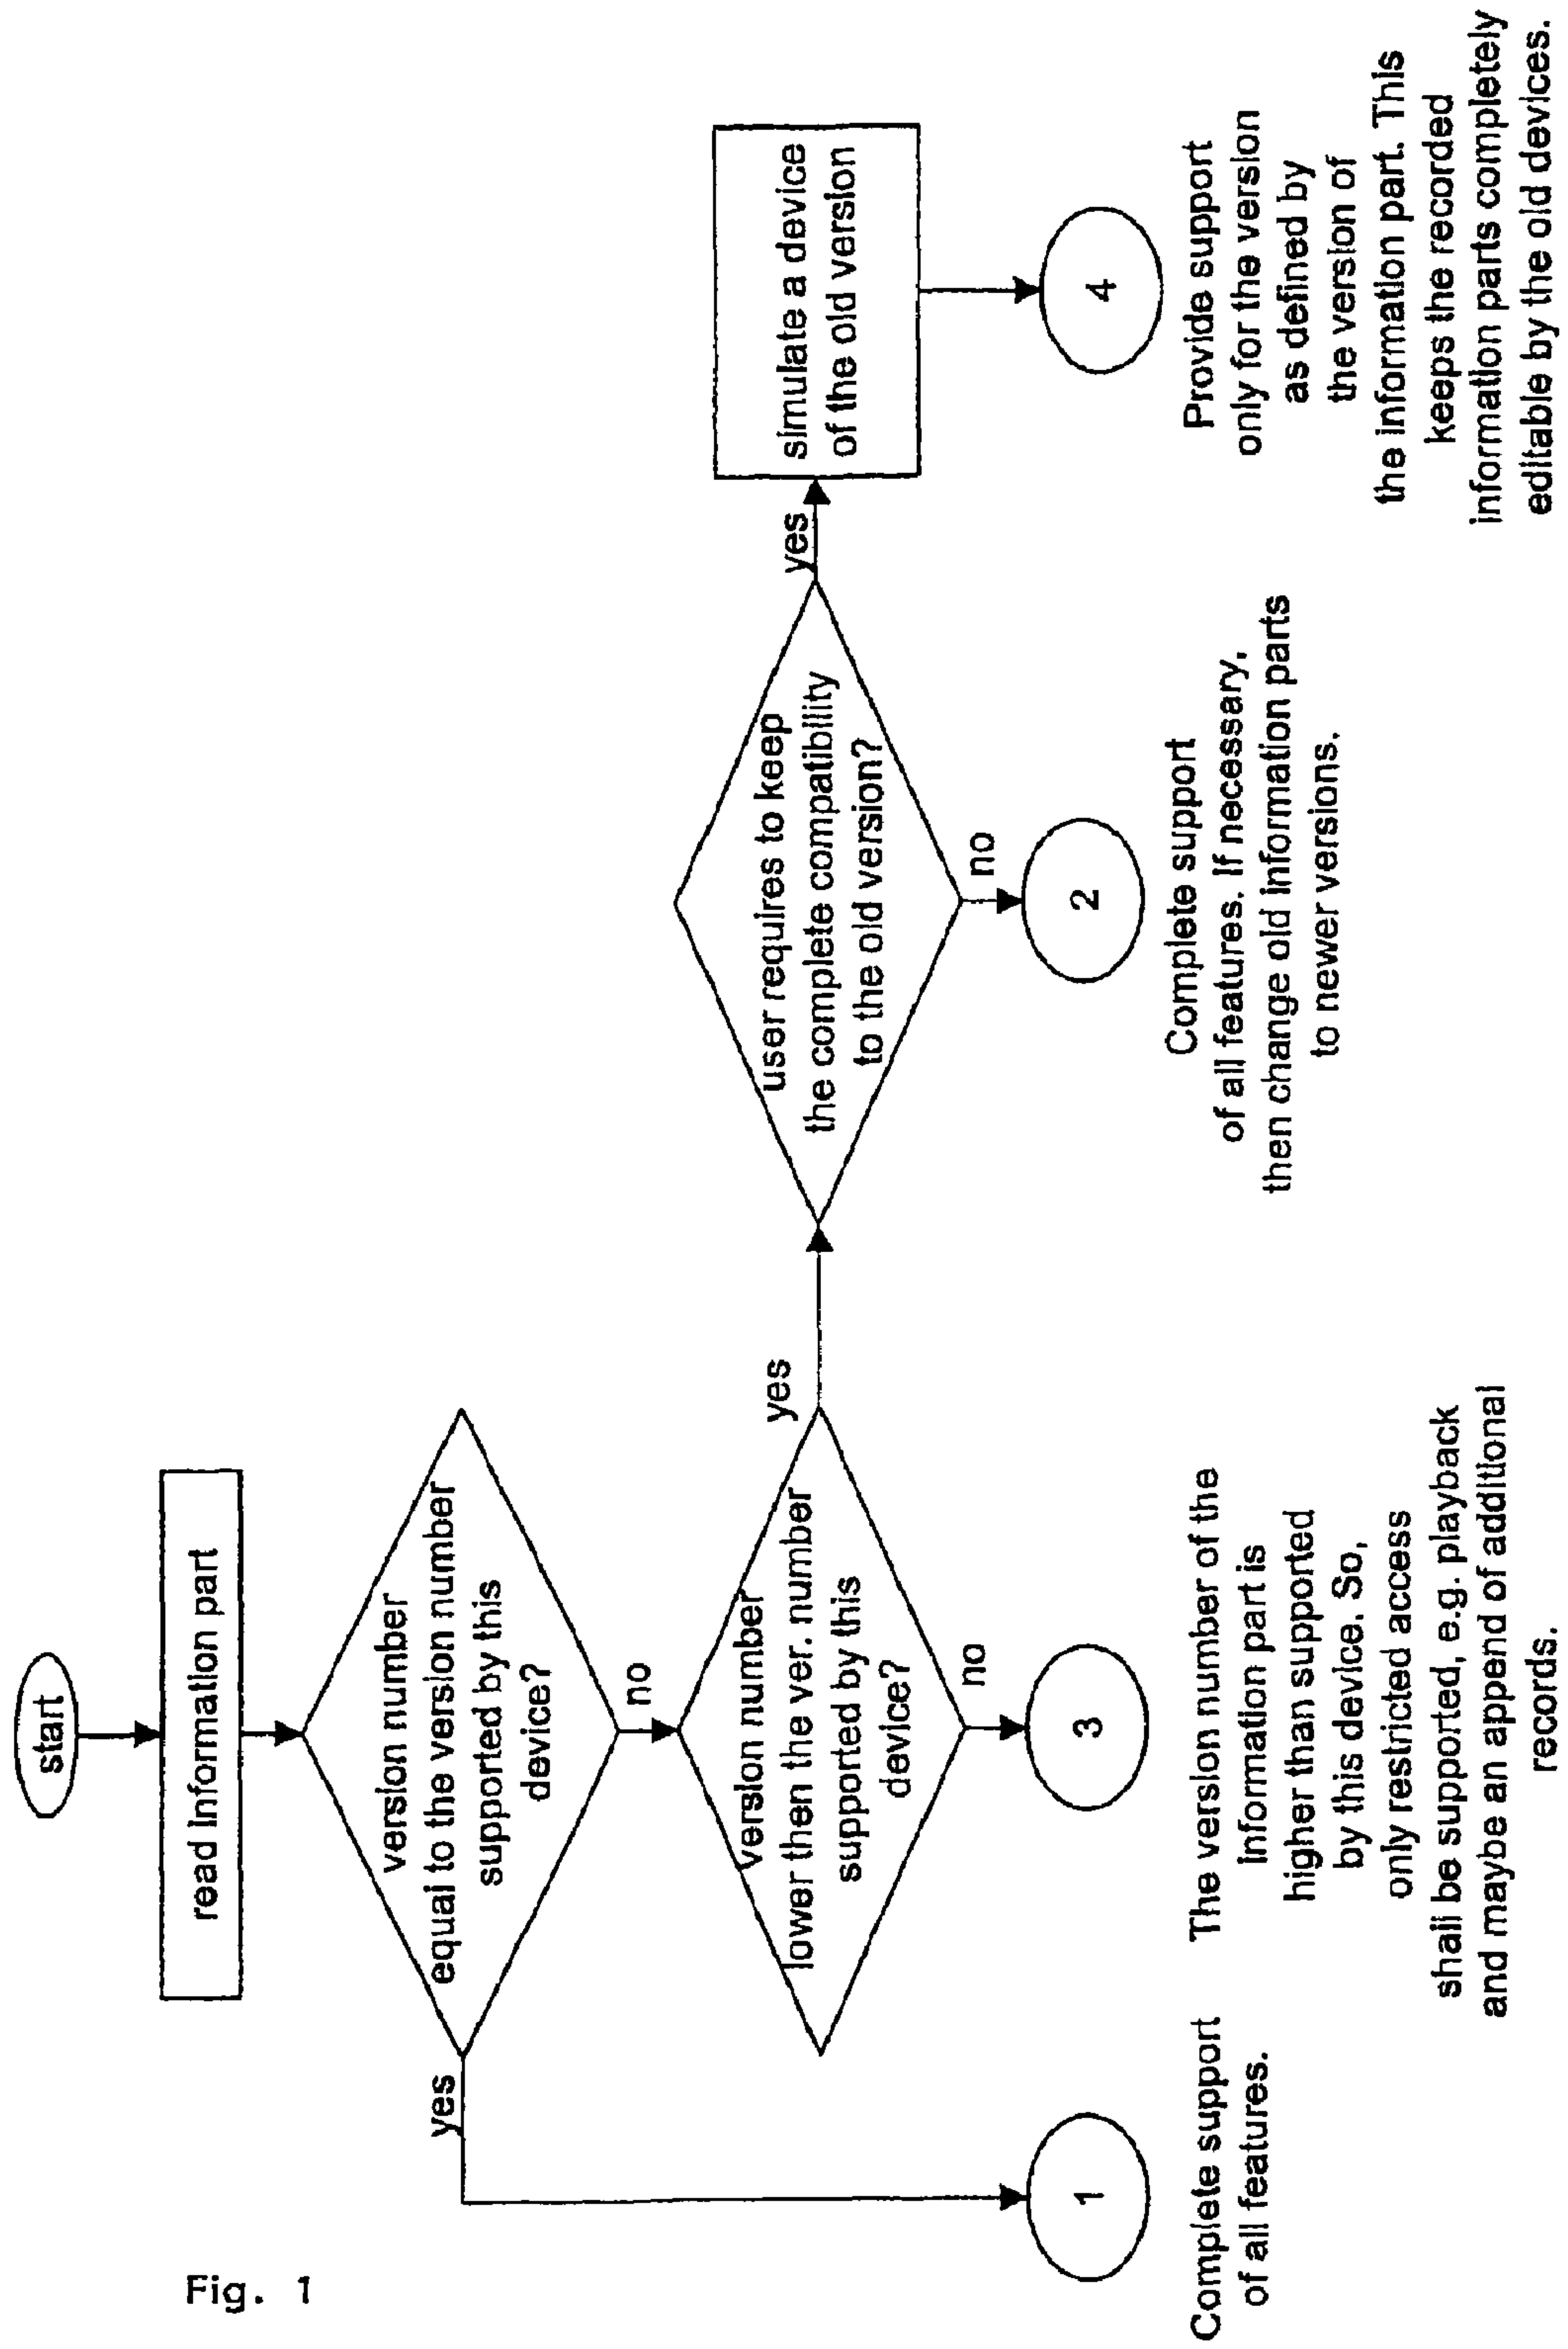 Fig. 1
start
read information part
version number
equal to the version number
supported by this
device?
yes
no
version number
lower then the ver. number
supported by this
device?
yes
no
user requires to keep
the complete compatibility
to the old version?
yes
no
simulate a device
of the old version
1
Complete support
of all features.
3
The version number of the
information part is
higher than supported
by this device. So,
only restricted access
shall be supported, e.g. playback
and maybe an append of additional
records.
2
Complete support
of all features. If necessary,
then change old information parts
to newer versions.
4
Provide support
only for the version
as defined by
the version of
the information part. This
keeps the recorded
information parts completely
editable by the old devices.